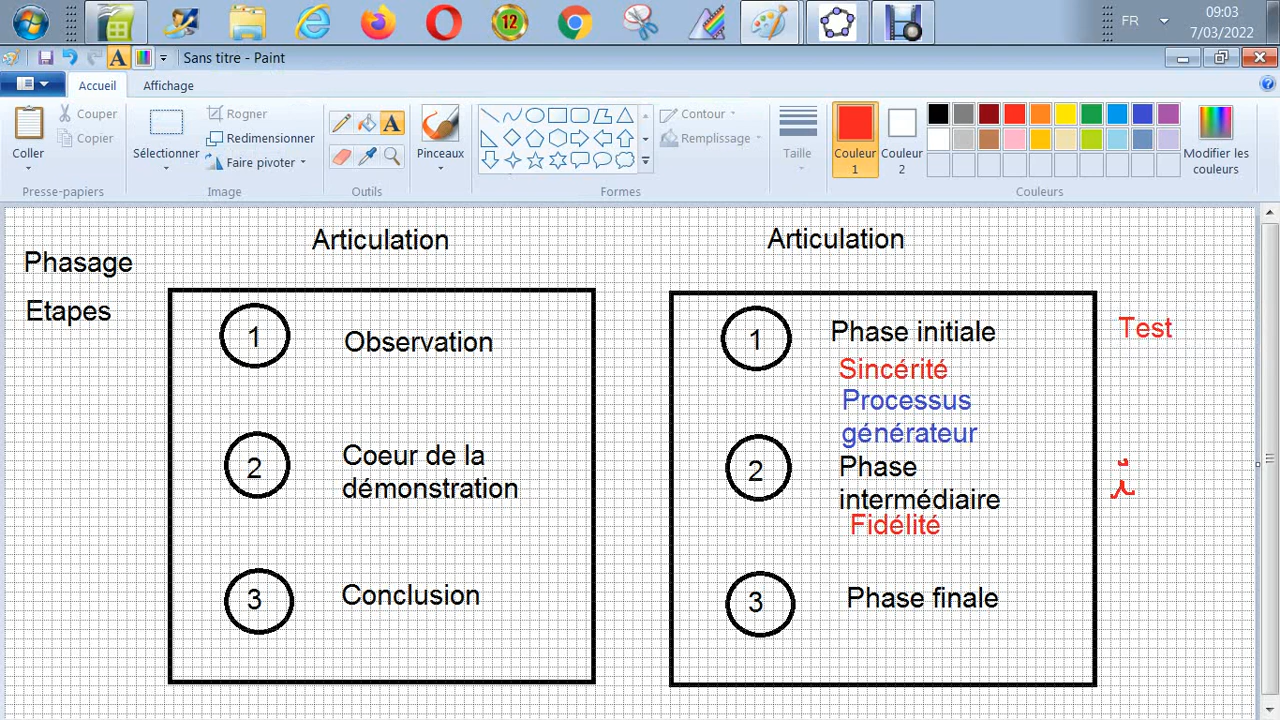 12
FR
09:03
7/03/2022
Sans titre - Paint
Accueil
Affichage
Coller
Couper
Copier
Presse-papiers
Sélectionner
Rogner
Redimensionner
Faire pivoter
Image
A
Outils
Pinceaux
Formes
Contour
Remplissage
Taille
Couleur
1
Couleur
2
Modifier les
couleurs
Couleurs
Phasage
Etapes
Articulation
1
Observation
2
Coeur de la
démonstration
3
Conclusion
Articulation
1
Phase initiale
Sincérité
Processus
générateur
2
Phase
intermédiaire
Fidélité
3
Phase finale
Test